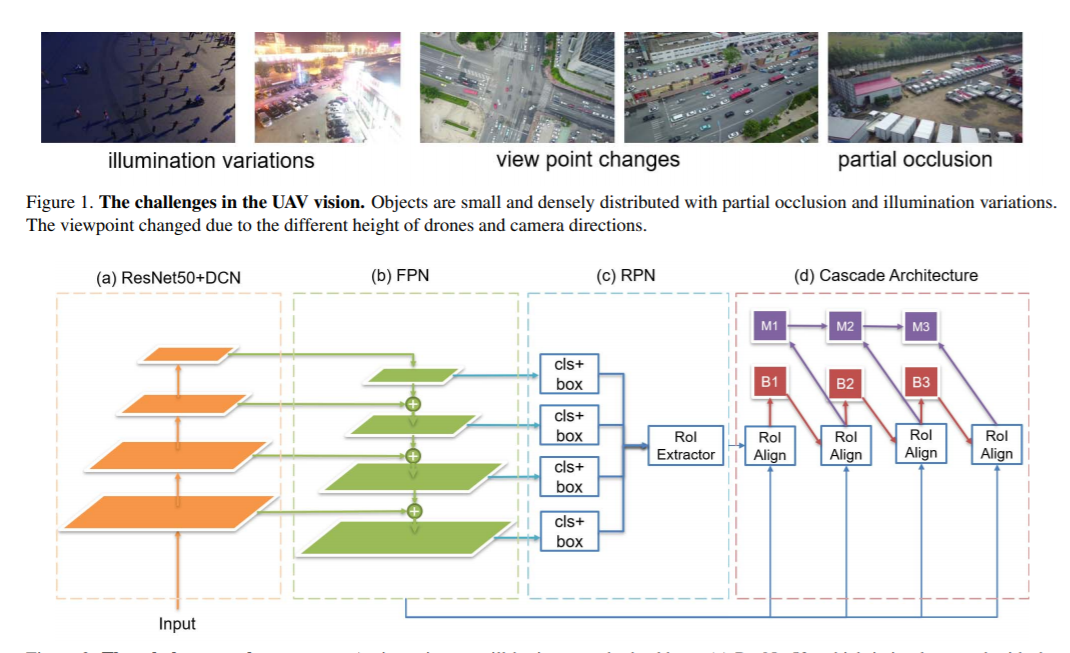 illumination variations
view point changes
partial occlusion
Figure 1. The challenges in the UAV vision. Objects are small and densely distributed with partial occlusion and illumination variations.
The viewpoint changed due to the different height of drones and camera directions.
(a) ResNet50+DCN
(b) FPN
(c) RPN
(d) Cascade Architecture
M1
M2
M3
cls+
box
B1
B2
B3
cls+
box
RoI
Extractor
RoI
Align
RoI
Align
RoI
Align
RoI
Align
cls+
box
cls+
box
Input